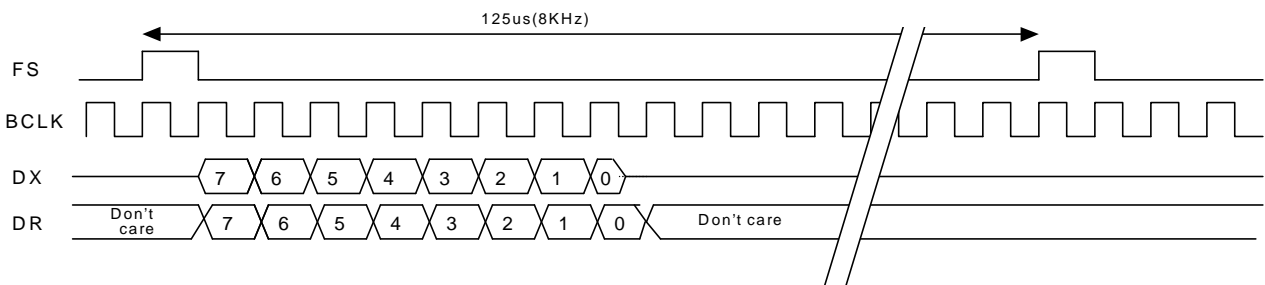 125us(8KHz)
FS
BCLK
DX 7 6 5 4 3 2 1 0
DR Don't care 7 6 5 4 3 2 1 0 Don't care